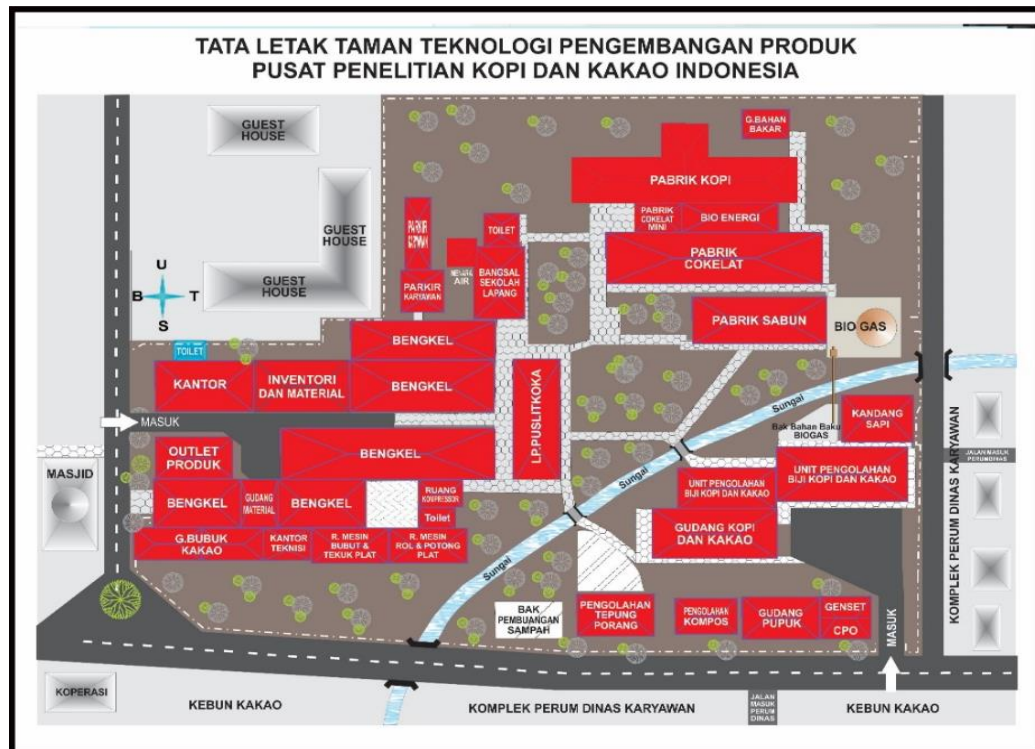 TATA LETAK TAMAN TEKNOLOGI PENGEMBANGAN PRODUK
PUSAT PENELITIAN KOPI DAN KAKAO INDONESIA
GUEST
HOUSE
G.BAHAN
BAKAR
PABRIK KOPI
PABRIK
COKELAT
MINI
BIO ENERGI
GUEST
HOUSE
PARKIR
TOILET
AIR
PARKIR
KARYAWAN
BANGSAL
SEKOLAH
LAPANG
PABRIK
COKELAT
GUEST
HOUSE
U
B
T
S
PABRIK SABUN
BIO GAS
BENGKEL
TOILET
KANTOR
INVENTORI
DAN MATERIAL
BENGKEL
LP.PUSLITKOKA
Sungai
Bak Bahan Baku
BIOGAS
KANDANG
SAPI
MASUK
OUTLET
PRODUK
BENGKEL
MASJID
BENGKEL
GUDANG
MATERIAL
BENGKEL
RUANG
KOMPRESSOR
Toilet
Sungai
UNIT PENGOLAHAN
BIJI KOPI DAN KAKAO
UNIT PENGOLAHAN
BIJI KOPI DAN KAKAO
JALAN MASUK
PERUMDINAS
KOMPLEK PERUM DINAS KARYAWAN
G.BUBUK
KAKAO
KANTOR
TEKNISI
R. MESIN
BUBUT &
TEKUK PLAT
R. MESIN
ROL & POTONG
PLAT
GUDANG KOPI
DAN KAKAO
Sungai
BAK
PEMBUANGAN
SAMPAH
PENGOLAHAN
TEPUNG
PORANG
PENGOLAHAN
KOMPOS
GUDANG
PUPUK
GENSET
CPO
MASUK
KOPERASI
KEBUN KAKAO
KOMPLEK PERUM DINAS KARYAWAN
JALAN
MASUK
PERUM
DINAS
KEBUN KAKAO